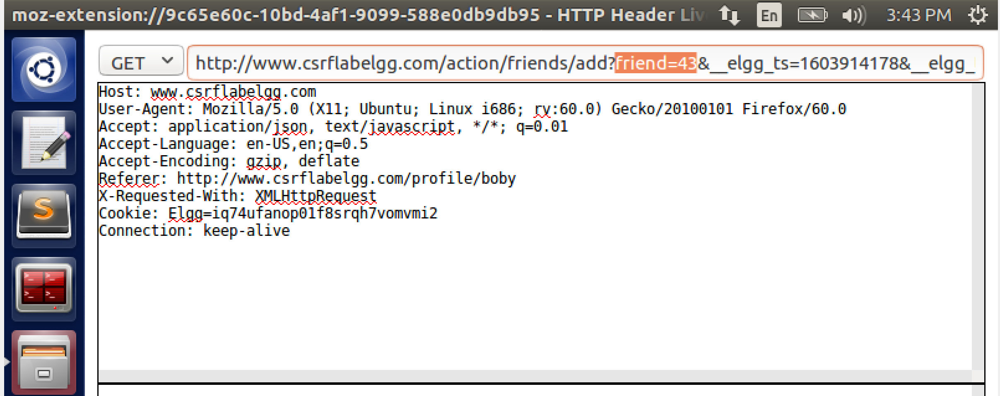 moz-extension://9c65e60c-10bd-4af1-9099-588e0db9db95 - HTTP Header Liv En 3:43 PM
GET http://www.csrflabelgg.com/action/friends/add?friend=43&__elgg_ts=1603914178&__elgg_
Host: www.csrflabelgg.com
User-Agent: Mozilla/5.0 (X11; Ubuntu; Linux i686; rv:60.0) Gecko/20100101 Firefox/60.0
Accept: application/json, text/javascript, */*; q=0.01
Accept-Language: en-US,en;q=0.5
Accept-Encoding: gzip, deflate
Referer: http://www.csrflabelgg.com/profile/boby
X-Requested-With: XMLHttpRequest
Cookie: Elgg=iq74ufanop01f8srqh7vomvmi2
Connection: keep-alive